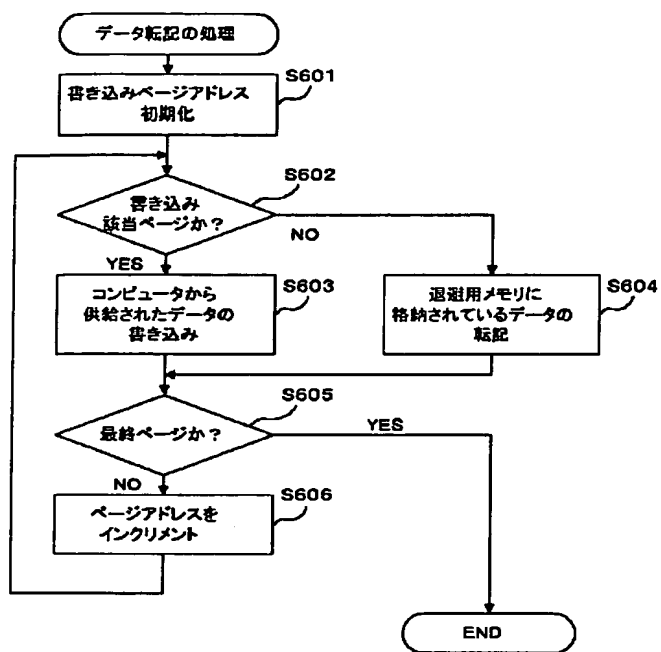 データ転記の処理
S601
書き込みページアドレス
初期化
S602
書き込み
該当ページか？
NO
YES
S603
コンピュータから
供給されたデータの
書き込み
S604
退避用メモリに
格納されているデータの
転記
S605
最終ページか？
YES
NO
S606
ページアドレスを
インクリメント
END